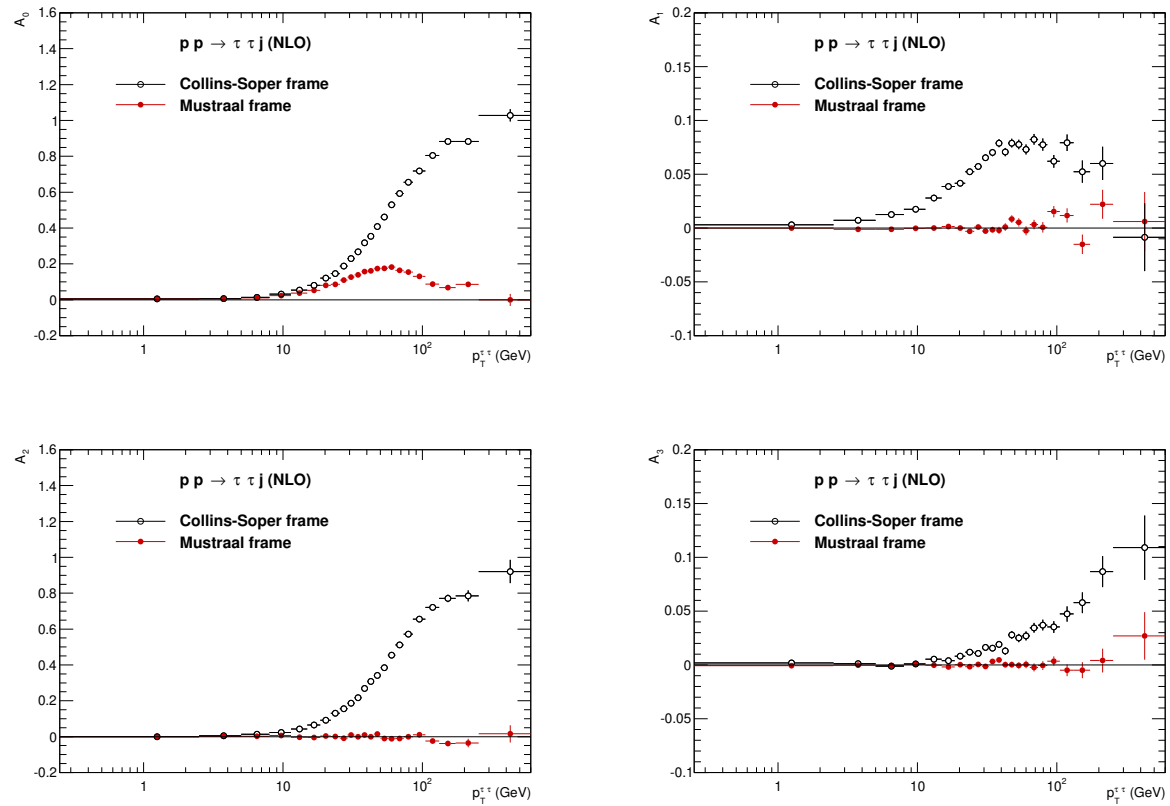 A₀
1.6
p p → τ τ j (NLO)
1.4
1.2
Collins-Soper frame
1
Mustraal frame
0.8
0.6
0.4
0.2
0
-0.2
1 10 10²
p_T^{τ τ} (GeV)
A₁
0.2
p p → τ τ j (NLO)
0.15
Collins-Soper frame
Mustraal frame
0.1
0.05
0
-0.05
-0.1
1 10 10²
p_T^{τ τ} (GeV)
A₂
1.6
p p → τ τ j (NLO)
1.4
1.2
Collins-Soper frame
1
Mustraal frame
0.8
0.6
0.4
0.2
0
-0.2
1 10 10²
p_T^{τ τ} (GeV)
A₃
0.2
p p → τ τ j (NLO)
0.15
Collins-Soper frame
Mustraal frame
0.1
0.05
0
-0.05
-0.1
1 10 10²
p_T^{τ τ} (GeV)